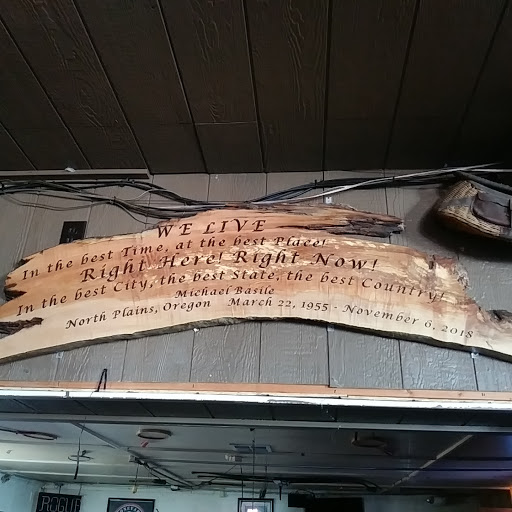 WE LIVE
In the best Time, at the best Place!
Right Here! Right Now!
In the best City, the best State, the best Country!
Michael Basile
North Plains, Oregon March 22, 1955 - November 6, 2018
ROGUE